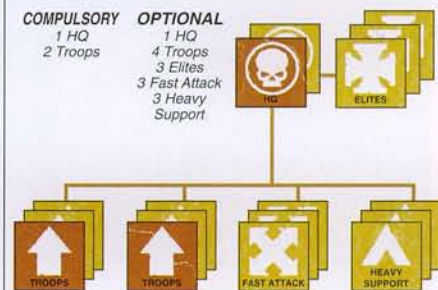 COMPULSORY
1 HQ
2 Troops
OPTIONAL
1 HQ
4 Troops
3 Elites
3 Fast Attack
3 Heavy
Support
HQ
ELITES
TROOPS
TROOPS
FAST ATTACK
HEAVY
SUPPORT